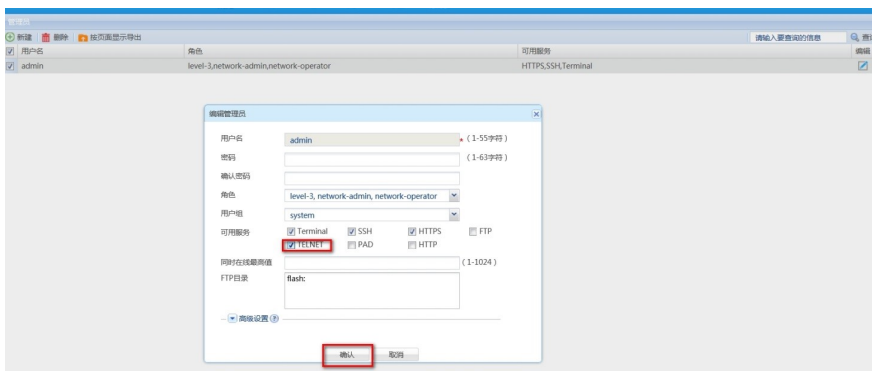 管理员
新建 删除 按页面显示导出 请输入要查询的信息
用户名 角色 可用服务 编辑
admin level-3,network-admin,network-operator HTTPS,SSH,Terminal
编辑管理员
用户名 admin * (1-55字符)
密码 (1-63字符)
确认密码
角色 level-3, network-admin, network-operator
用户组 system
可用服务 Terminal SSH HTTPS FTP
TELNET PAD HTTP
同时在线最高值 (1-1024)
FTP目录 flash:
高级设置
确认 取消